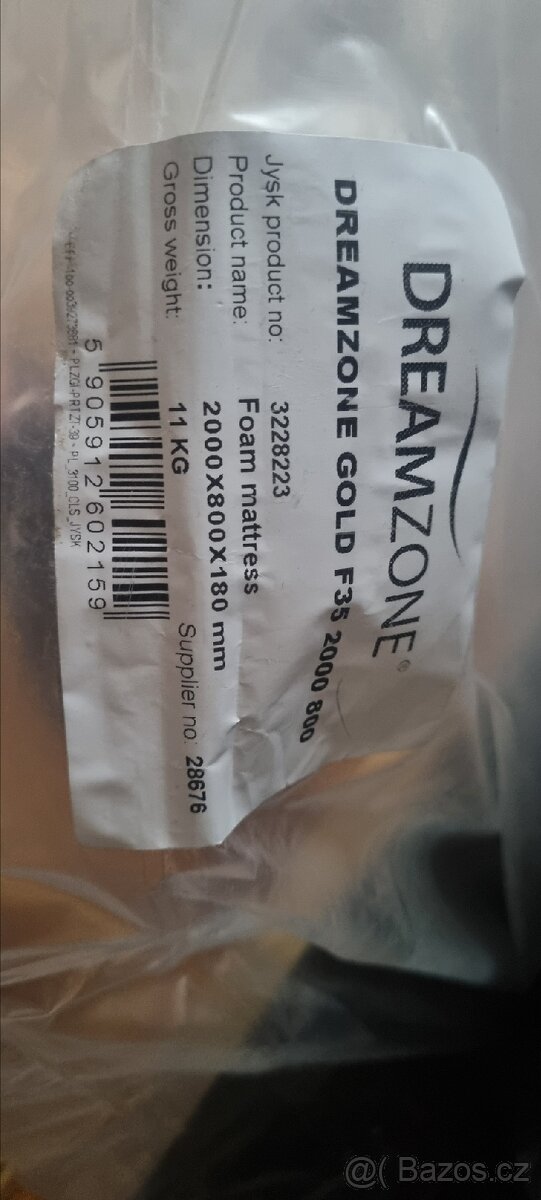 DREAMZONE®
DREAMZONE GOLD F35 2000 800
Jysk product no: 3228223
Product name: Foam mattress
Dimension: 2000X800X180 mm
Gross weight: 11 KG Supplier no: 28676
5 905912 602159
PL_3100_CLS_JYSK
@( Bazos.cz